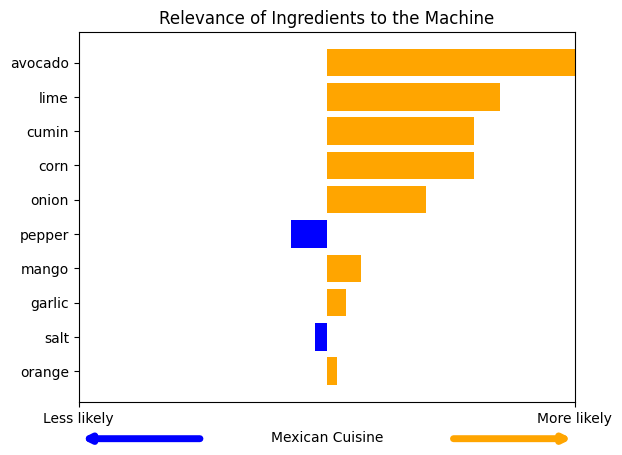 Relevance of Ingredients to the Machine
avocado
lime
cumin
corn
onion
pepper
mango
garlic
salt
orange
Less likely
More likely
Mexican Cuisine